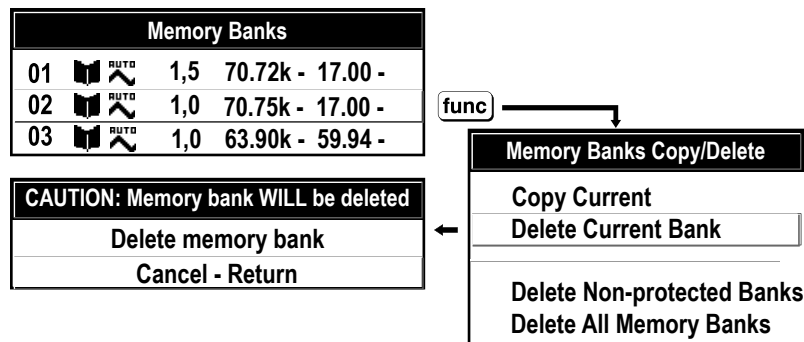 Memory Banks
01 AUTO 1,5 70.72k - 17.00 -
02 AUTO 1,0 70.75k - 17.00 -
03 AUTO 1,0 63.90k - 59.94 -
func
Memory Banks Copy/Delete
Copy Current
Delete Current Bank
Delete Non-protected Banks
Delete All Memory Banks
CAUTION: Memory bank WILL be deleted
Delete memory bank
Cancel - Return